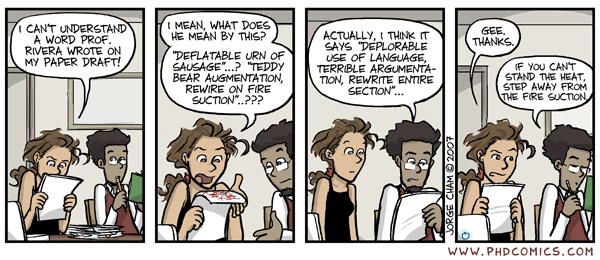 I CAN'T UNDERSTAND
A WORD PROF.
RIVERA WROTE ON
MY PAPER DRAFT!
I MEAN, WHAT DOES
HE MEAN BY THIS?
"DEFLATABLE URN OF
SAUSAGE"...? "TEDDY
BEAR AUGMENTATION,
REWIRE ON FIRE
SUCTION"..???
ACTUALLY, I THINK IT
SAYS "DEPLORABLE
USE OF LANGUAGE,
TERRIBLE ARGUMENTA-
TION, REWRITE ENTIRE
SECTION"...
GEE.
THANKS.
IF YOU CAN'T
STAND THE HEAT,
STEP AWAY FROM
THE FIRE SUCTION.
JORGE CHAM © 2007
WWW.PHDCOMICS.COM